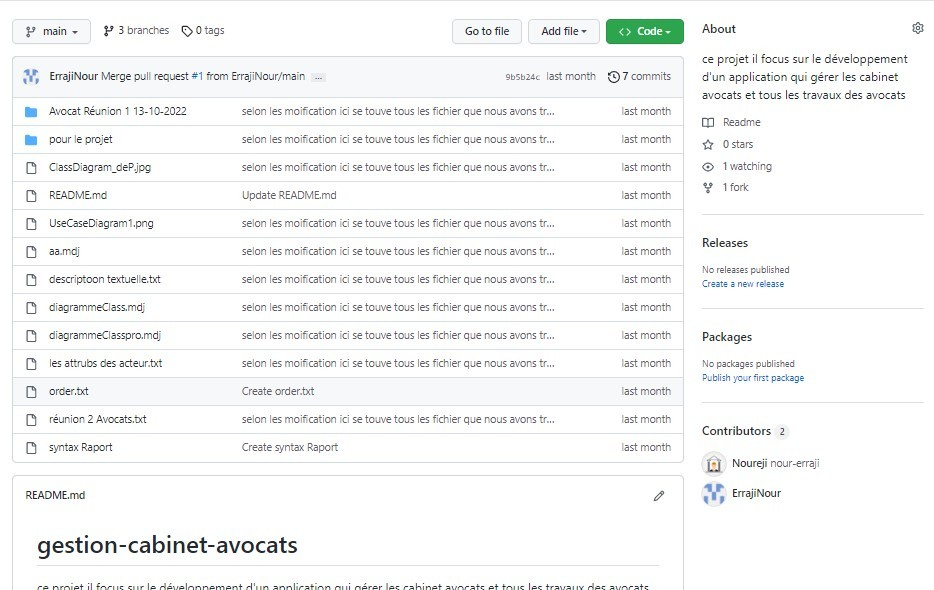 main
3 branches
0 tags
Go to file
Add file
Code
ErrajiNour Merge pull request #1 from ErrajiNour/main ...
9b5b24c last month 7 commits
Avocat Réunion 1 13-10-2022 selon les moification ici se touve tous les fichier que nous avons tr... last month
pour le projet selon les moification ici se touve tous les fichier que nous avons tr... last month
ClassDiagram_deP.jpg selon les moification ici se touve tous les fichier que nous avons tr... last month
README.md Update README.md last month
UseCaseDiagram1.png selon les moification ici se touve tous les fichier que nous avons tr... last month
aa.mdj selon les moification ici se touve tous les fichier que nous avons tr... last month
descriptoon textuelle.txt selon les moification ici se touve tous les fichier que nous avons tr... last month
diagrammeClass.mdj selon les moification ici se touve tous les fichier que nous avons tr... last month
diagrammeClasspro.mdj selon les moification ici se touve tous les fichier que nous avons tr... last month
les attrubs des acteur.txt selon les moification ici se touve tous les fichier que nous avons tr... last month
order.txt Create order.txt last month
réunion 2 Avocats.txt selon les moification ici se touve tous les fichier que nous avons tr... last month
syntax Raport Create syntax Raport last month
README.md
gestion-cabinet-avocats
ce projet il focus sur le développement d'un application qui gérer les cabinet avocats et tous les travaux des avocats
About
ce projet il focus sur le développement
d'un application qui gérer les cabinet
avocats et tous les travaux des avocats
Readme
0 stars
1 watching
1 fork
Releases
No releases published
Create a new release
Packages
No packages published
Publish your first package
Contributors 2
Noureji nour-erraji
ErrajiNour